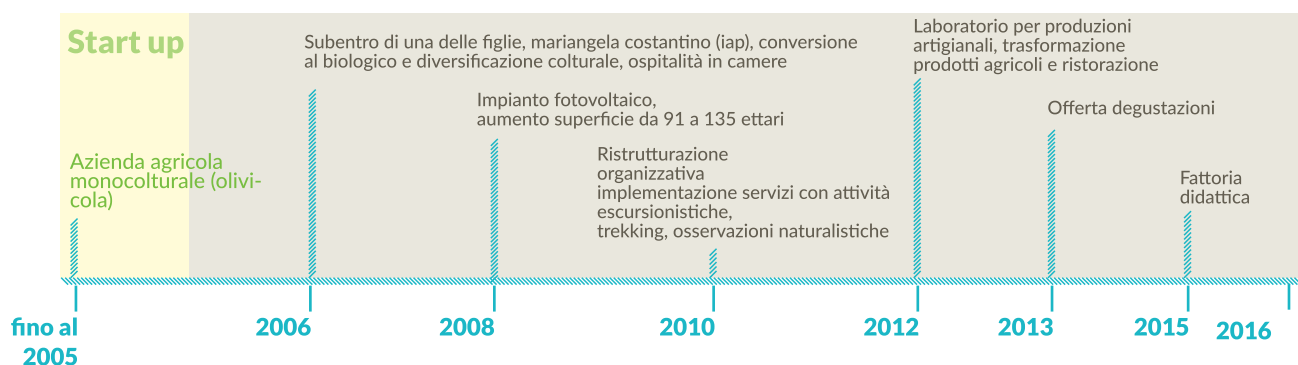 Start up
Azienda agricola
monocolturale (olivi-
cola)
Subentro di una delle figlie, mariangela costantino (iap), conversione
al biologico e diversificazione colturale, ospitalità in camere
Impianto fotovoltaico,
aumento superficie da 91 a 135 ettari
Ristrutturazione
organizzativa
implementazione servizi con attività
escursionistiche,
trekking, osservazioni naturalistiche
Laboratorio per produzioni
artigianali, trasformazione
prodotti agricoli e ristorazione
Offerta degustazioni
Fattoria
didattica
fino al
2005
2006
2008
2010
2012
2013
2015
2016